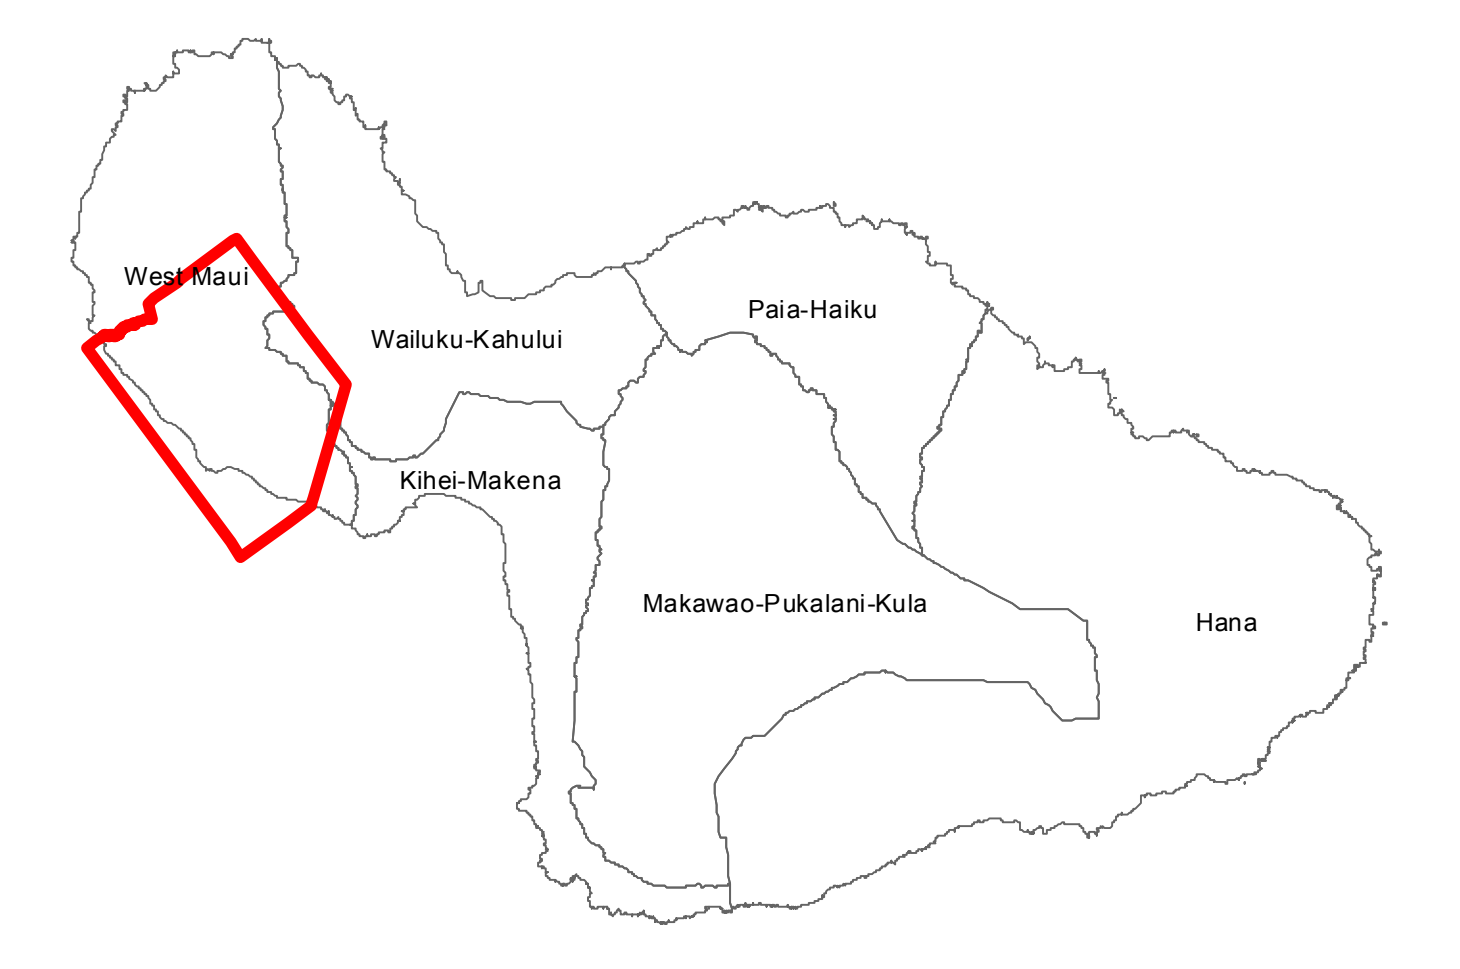 West Maui
Paia-Haiku
Wailuku-Kahului
Kihei-Makena
Makawao-Pukalani-Kula
Hana